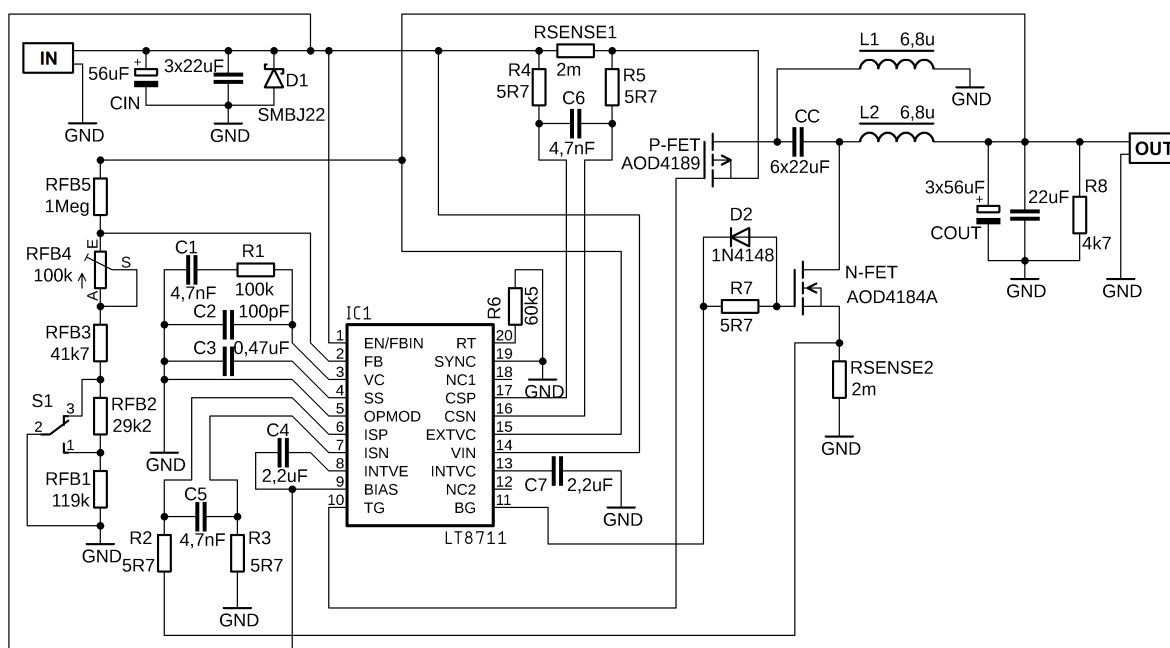 IN
56uF
+
CIN
3x22uF
D1
SMBJ22
GND
GND
RSENSE1
2m
R4
5R7
R5
5R7
C6
4,7nF
L1 6,8u
GND
L2 6,8u
CC
6x22uF
P-FET
AOD4189
OUT
3x56uF
+
COUT
22uF
R8
4k7
GND
GND
RFB5
1Meg
RFB4
100k
E
S
A
RFB3
41k7
S1
3
2
1
RFB2
29k2
RFB1
119k
GND
C1
4,7nF
R1
100k
C2
100pF
C3
0,47uF
GND
C4
2,2uF
C5
4,7nF
R2
5R7
R3
5R7
GND
IC1
1 EN/FBIN
2 FB
3 VC
4 SS
5 OPMOD
6 ISP
7 ISN
8 INTVE
9 BIAS
10 TG
RT 20
SYNC 19
NC1 18
CSP 17
CSN 16
EXTVC 15
VIN 14
INTVC 13
NC2 12
BG 11
LT8711
R6
60k5
GND
C7
2,2uF
GND
D2
1N4148
R7
5R7
N-FET
AOD4184A
RSENSE2
2m
GND